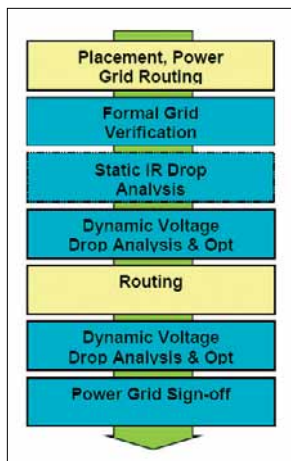 Placement, Power
Grid Routing
Formal Grid
Verification
Static IR Drop
Analysis
Dynamic Voltage
Drop Analysis & Opt
Routing
Dynamic Voltage
Drop Analysis & Opt
Power Grid Sign-off